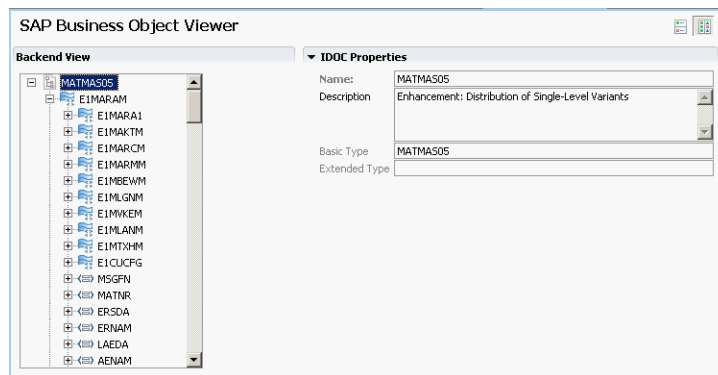 SAP Business Object Viewer
Backend View
MATMAS05
E1MARAM
E1MARA1
E1MAKTM
E1MARCM
E1MARMM
E1MBEWM
E1MLGNM
E1MVKEM
E1MLANM
E1MTXHM
E1CUCFG
MSGFN
MATNR
ERSDA
ERNAM
LAEDA
AENAM
IDOC Properties
Name: MATMAS05
Description Enhancement: Distribution of Single-Level Variants
Basic Type MATMAS05
Extended Type